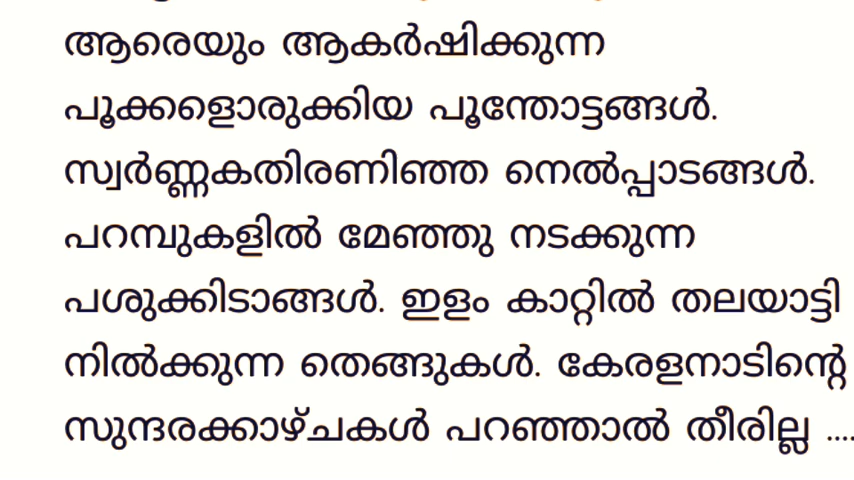 ആരെയും ആകർഷിക്കുന്ന
പൂക്കളൊരുക്കിയ പൂന്തോട്ടങ്ങൾ.
സ്വർണ്ണകതിരണിഞ്ഞ നെൽപ്പാടങ്ങൾ.
പറമ്പുകളിൽ മേഞ്ഞു നടക്കുന്ന
പശുക്കിടാങ്ങൾ. ഇളം കാറ്റിൽ തലയാട്ടി
നിൽക്കുന്ന തെങ്ങുകൾ. കേരളനാടിന്റെ
സുന്ദരക്കാഴ്ചകൾ പറഞ്ഞാൽ തീരില്ല ....